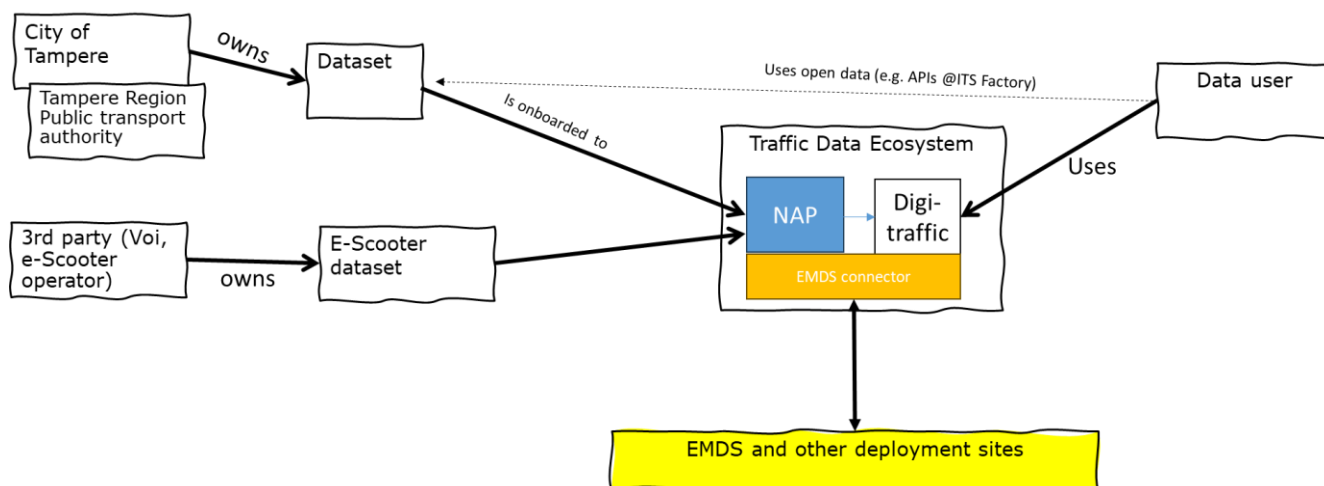 City of
Tampere
owns
Dataset
Uses open data (e.g. APIs @ITS Factory)
Data user
Tampere Region
Public transport
authority
Is onboarded to
Traffic Data Ecosystem
Uses
NAP
Digi-
traffic
3rd party (Voi,
e-Scooter
operator)
owns
E-Scooter
dataset
EMDS connector
EMDS and other deployment sites